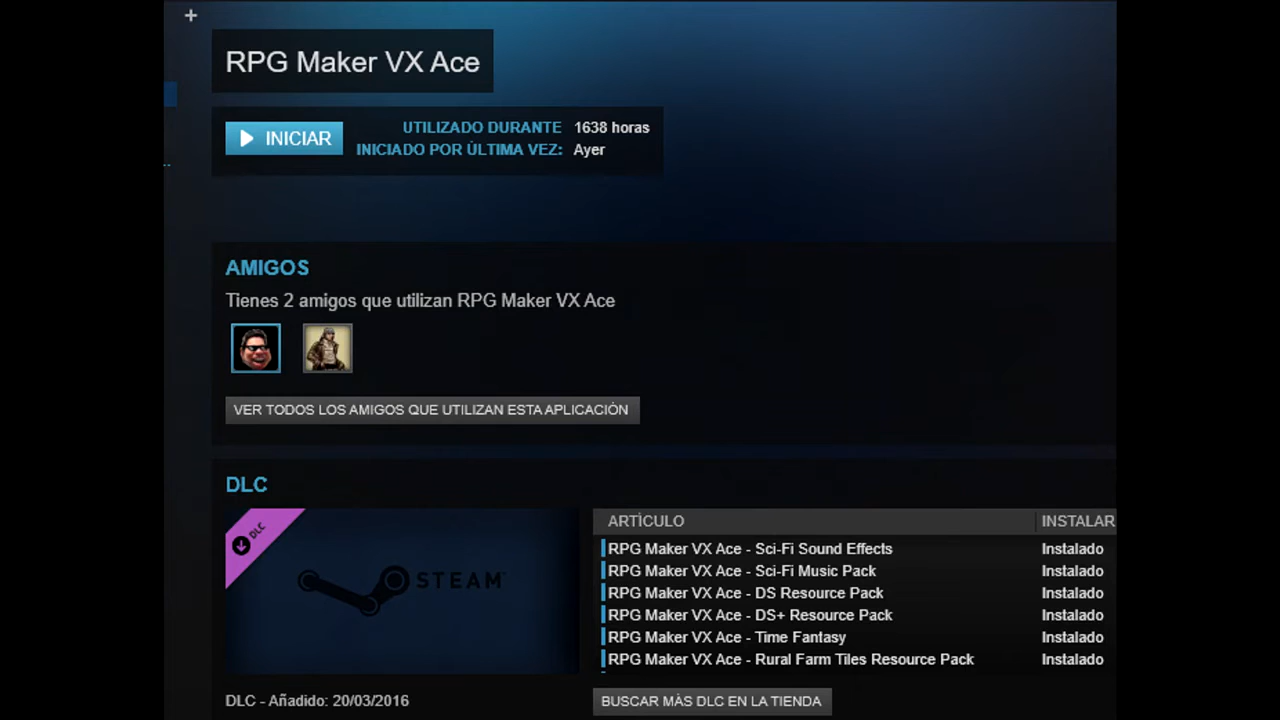 +
RPG Maker VX Ace
INICIAR
UTILIZADO DURANTE 1638 horas
INICIADO POR ÚLTIMA VEZ: Ayer
AMIGOS
Tienes 2 amigos que utilizan RPG Maker VX Ace
VER TODOS LOS AMIGOS QUE UTILIZAN ESTA APLICACIÓN
DLC
DLC
STEAM
ARTÍCULO INSTALAR
RPG Maker VX Ace - Sci-Fi Sound Effects Instalado
RPG Maker VX Ace - Sci-Fi Music Pack Instalado
RPG Maker VX Ace - DS Resource Pack Instalado
RPG Maker VX Ace - DS+ Resource Pack Instalado
RPG Maker VX Ace - Time Fantasy Instalado
RPG Maker VX Ace - Rural Farm Tiles Resource Pack Instalado
DLC - Añadido: 20/03/2016
BUSCAR MÁS DLC EN LA TIENDA